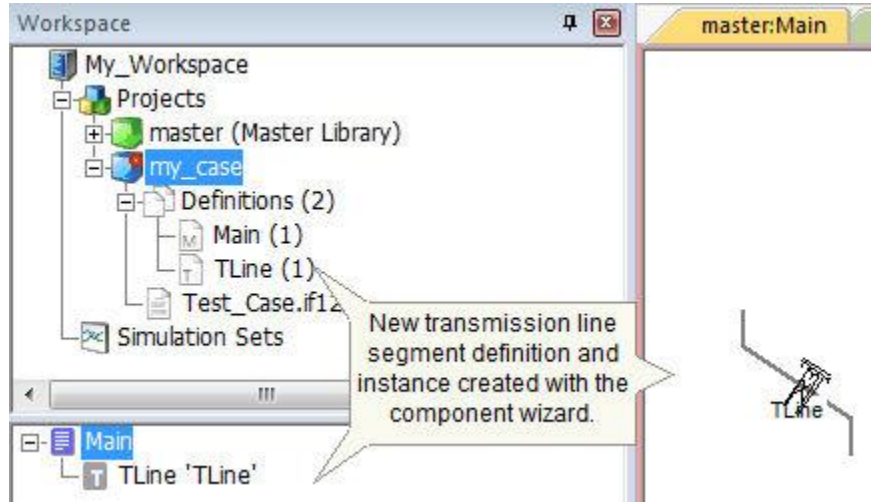 Workspace
master:Main
My_Workspace
Projects
master (Master Library)
my_case
Definitions (2)
M
Main (1)
T
TLine (1)
Test_Case.if12
Simulation Sets
New transmission line
segment definition and
instance created with the
component wizard.
TLine
Main
T
TLine 'TLine'